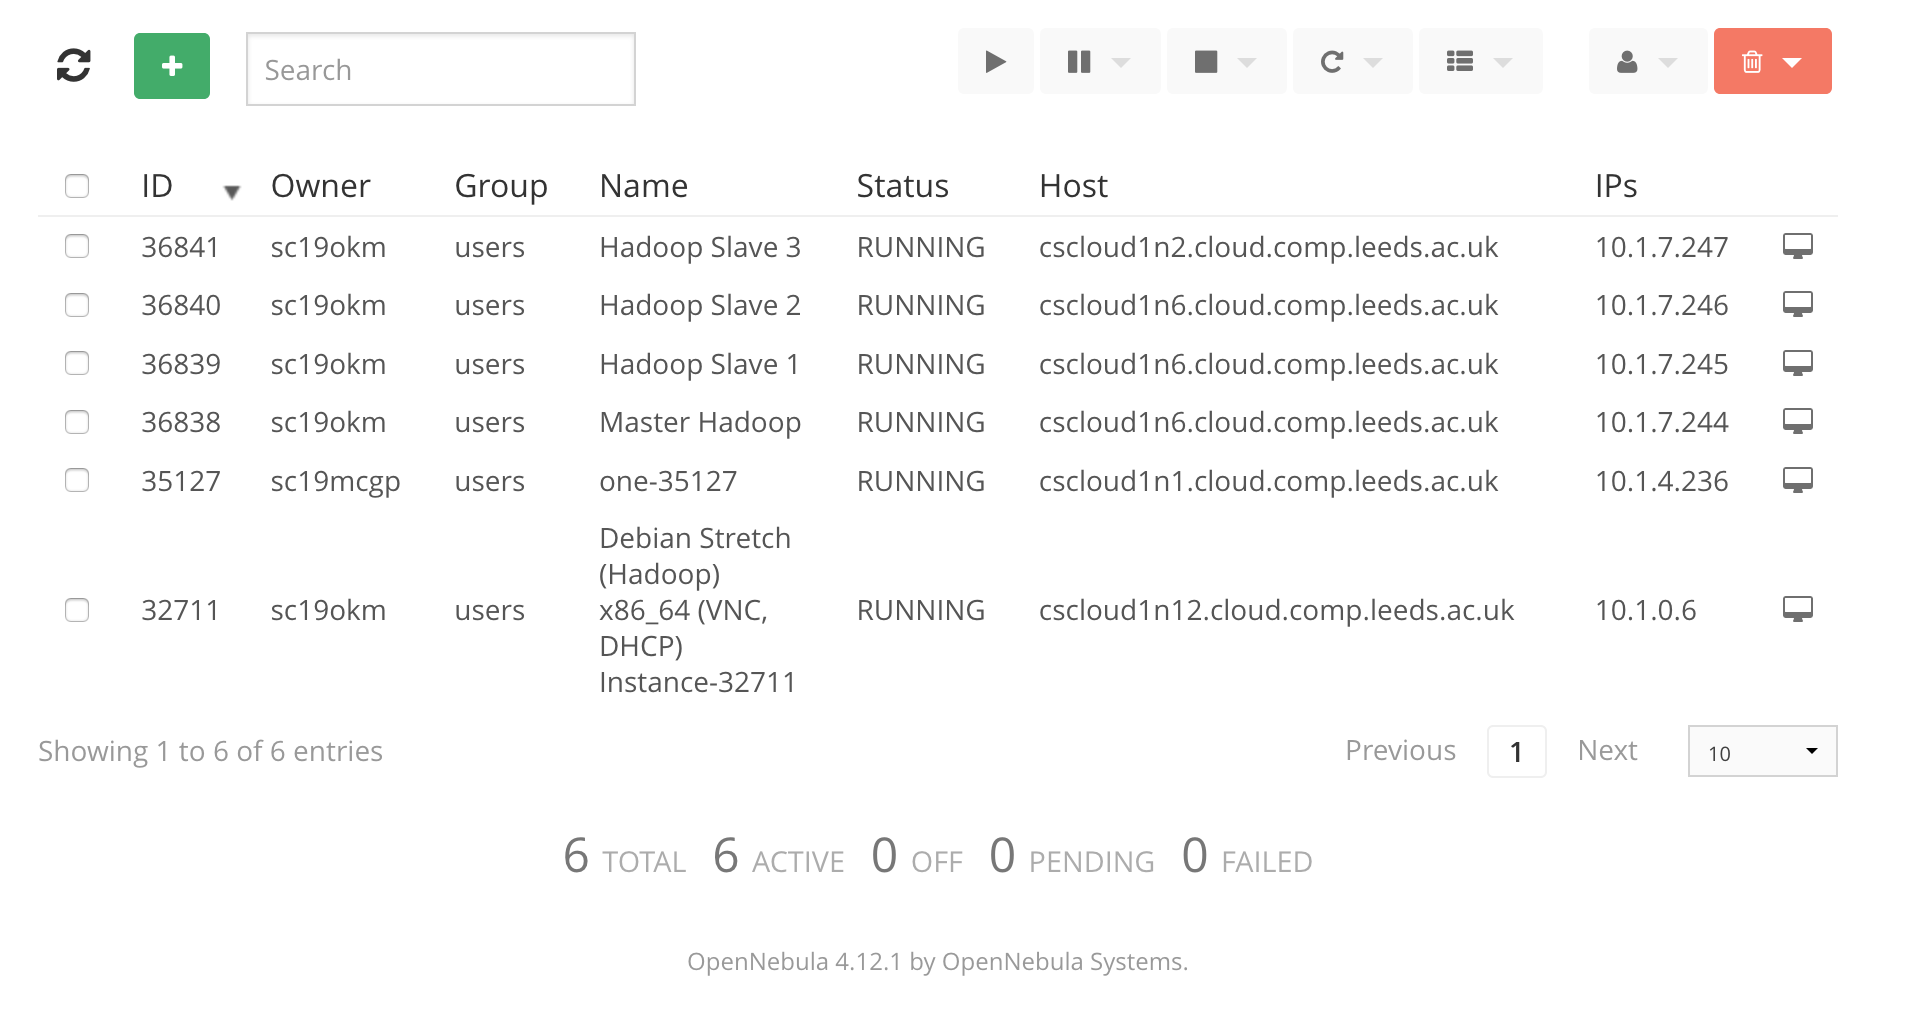 Search
ID Owner Group Name Status Host IPs
36841 sc19okm users Hadoop Slave 3 RUNNING cscloud1n2.cloud.comp.leeds.ac.uk 10.1.7.247
36840 sc19okm users Hadoop Slave 2 RUNNING cscloud1n6.cloud.comp.leeds.ac.uk 10.1.7.246
36839 sc19okm users Hadoop Slave 1 RUNNING cscloud1n6.cloud.comp.leeds.ac.uk 10.1.7.245
36838 sc19okm users Master Hadoop RUNNING cscloud1n6.cloud.comp.leeds.ac.uk 10.1.7.244
35127 sc19mcgp users one-35127 RUNNING cscloud1n1.cloud.comp.leeds.ac.uk 10.1.4.236
Debian Stretch
(Hadoop)
32711 sc19okm users x86_64 (VNC, RUNNING cscloud1n12.cloud.comp.leeds.ac.uk 10.1.0.6
DHCP)
Instance-32711
Showing 1 to 6 of 6 entries Previous 1 Next 10
6 TOTAL 6 ACTIVE 0 OFF 0 PENDING 0 FAILED
OpenNebula 4.12.1 by OpenNebula Systems.